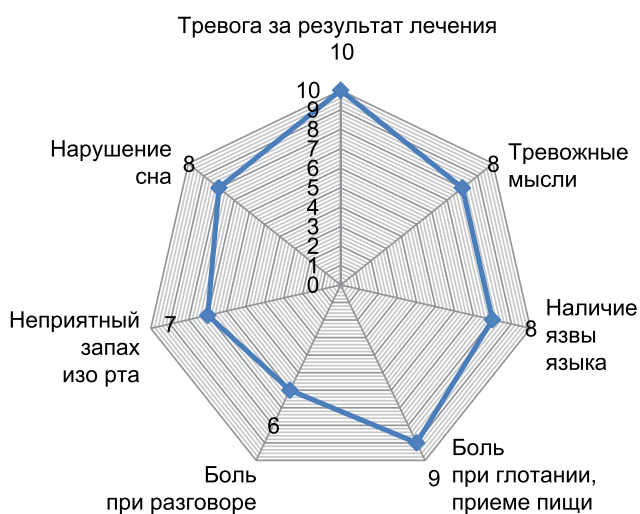 Тревога за результат лечения
10
10
9
8
7
6
5
4
3
2
1
0
8
Тревожные
мысли
8
Наличие
язвы
языка
9
Боль
при глотании,
приеме пищи
6
Боль
при разговоре
7
Неприятный
запах
изо рта
8
Нарушение
сна